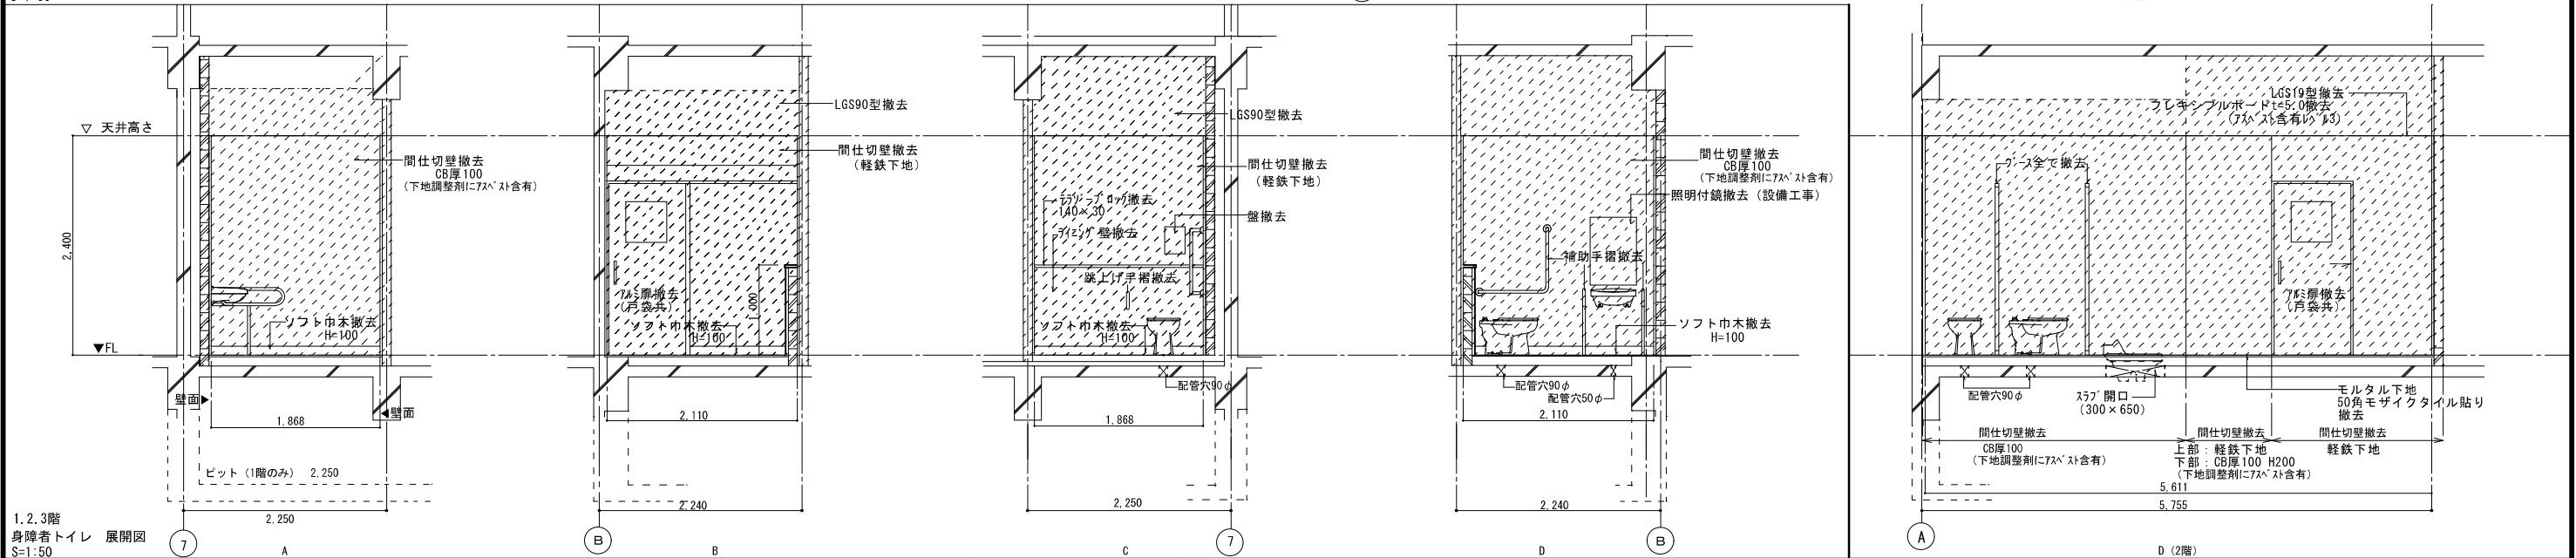 ▽ 天井高さ
2,400
▼FL
間仕切壁撤去
CB厚100
(下地調整剤にｱｽﾍﾞｽﾄ含有)
ソフト巾木撤去
H=100
壁面
壁面
1,868
ピット（1階のみ） 2,250
2,250
7
A
1.2.3階
身障者トイレ 展開図
S=1:50
LGS90型撤去
間仕切壁撤去
（軽鉄下地）
ｱﾙﾐ扉撤去
(戸袋共)
ソフト巾木撤去
H=100
1,000
2,110
2,240
B
B
LGS90型撤去
間仕切壁撤去
（軽鉄下地）
ﾃﾗｿﾞｰﾌﾞﾛｯｸ撤去
140×30
盤撤去
ﾗｲﾆﾝｸﾞ壁撤去
跳上げ手摺撤去
ソフト巾木撤去
H=100
配管穴90φ
1,868
2,250
7
C
間仕切壁撤去
CB厚100
(下地調整剤にｱｽﾍﾞｽﾄ含有)
照明付鏡撤去（設備工事）
補助手摺撤去
ソフト巾木撤去
H=100
配管穴90φ
配管穴50φ
2,110
2,240
B
D
LGS19型撤去
フレキシブルボードt=5.0撤去
(ｱｽﾍﾞｽﾄ含有ﾚﾍﾞﾙ3)
ﾌﾞｰｽ全て撤去
ｱﾙﾐ扉撤去
(戸袋共)
配管穴90φ
ｽﾗﾌﾞ開口
(300×650)
モルタル下地
50角モザイクタイル貼り
撤去
間仕切壁撤去
CB厚100
(下地調整剤にｱｽﾍﾞｽﾄ含有)
間仕切壁撤去
上部：軽鉄下地
下部：CB厚100 H200
(下地調整剤にｱｽﾍﾞｽﾄ含有)
間仕切壁撤去
軽鉄下地
5,611
5,755
A
D (2階)